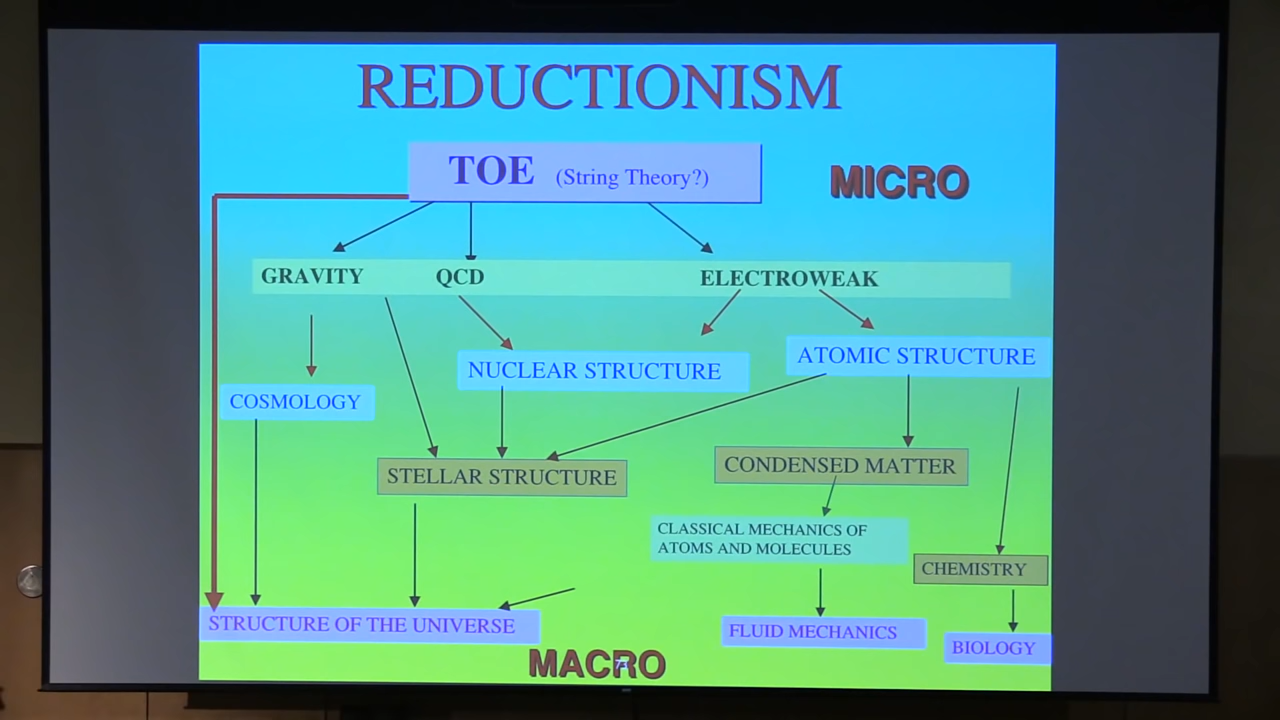 REDUCTIONISM
TOE (String Theory?)
MICRO
GRAVITY
QCD
ELECTROWEAK
ATOMIC STRUCTURE
NUCLEAR STRUCTURE
COSMOLOGY
STELLAR STRUCTURE
CONDENSED MATTER
CLASSICAL MECHANICS OF
ATOMS AND MOLECULES
CHEMISTRY
STRUCTURE OF THE UNIVERSE
FLUID MECHANICS
BIOLOGY
MACRO